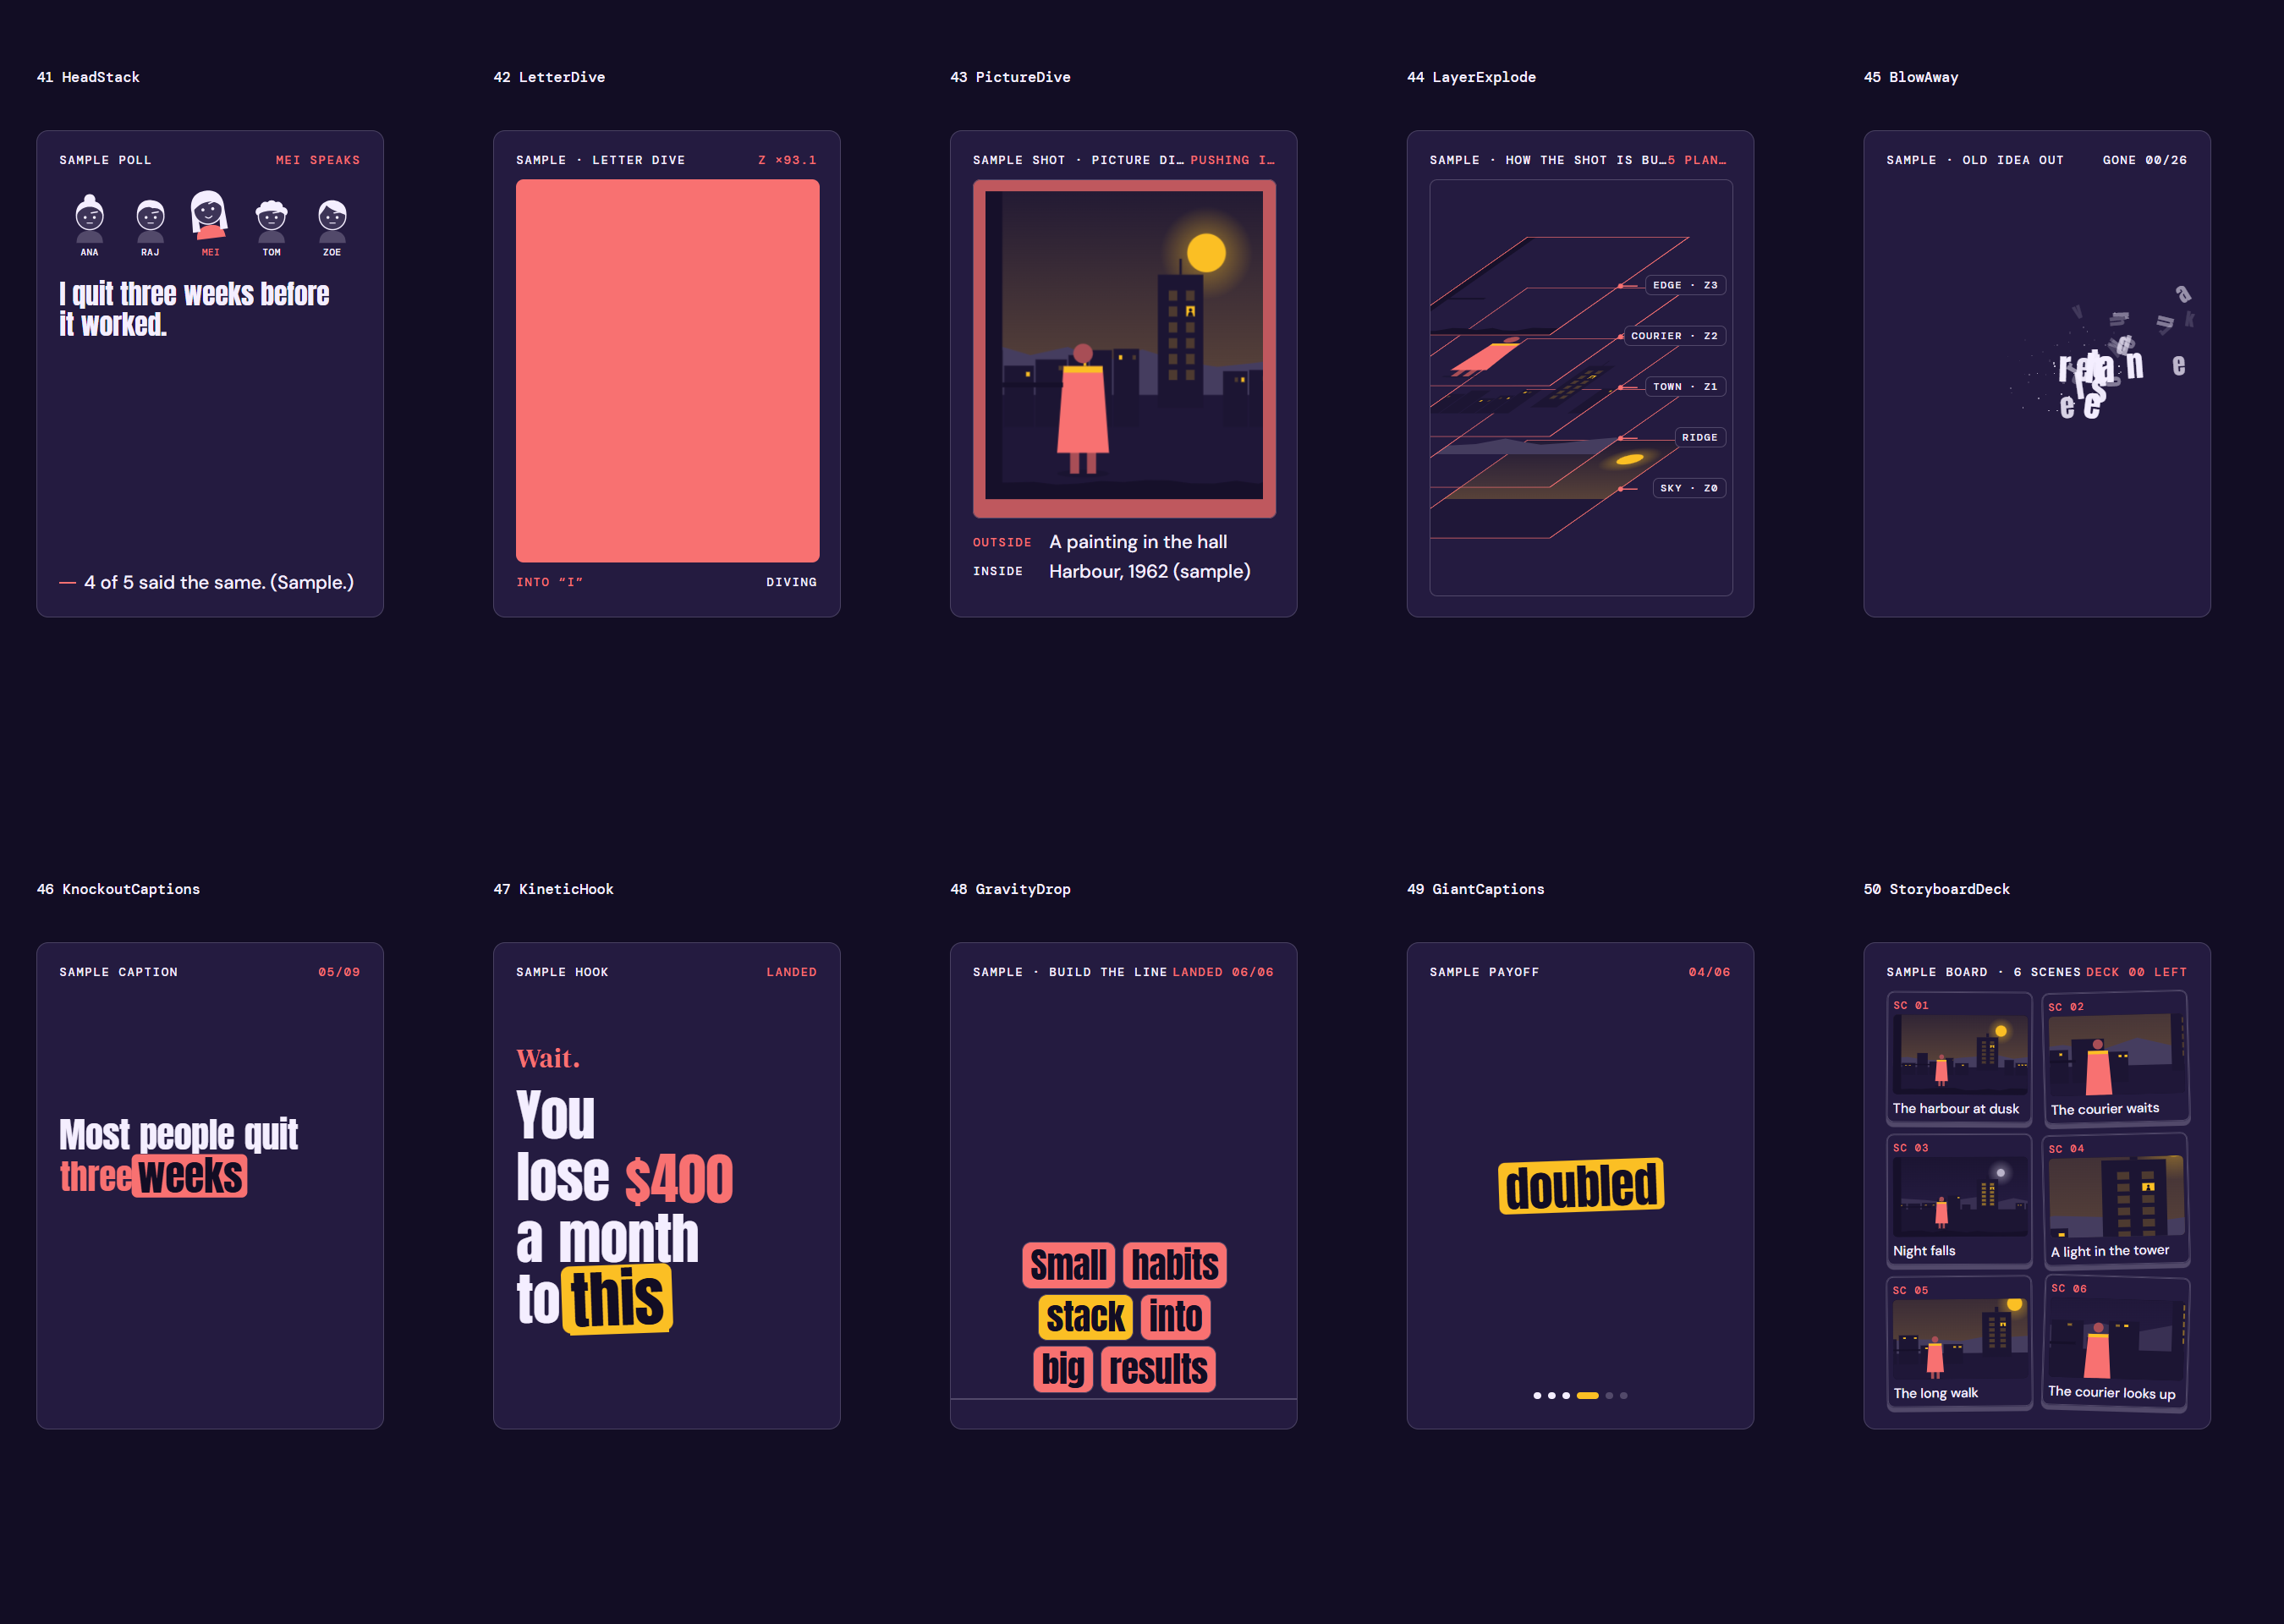 41 HeadStack
SAMPLE POLL
MEI SPEAKS
ANA
RAJ
MEI
TOM
ZOE
I quit three weeks before
it worked.
— 4 of 5 said the same. (Sample.)
42 LetterDive
SAMPLE · LETTER DIVE
Z ×93.1
INTO “I”
DIVING
43 PictureDive
SAMPLE SHOT · PICTURE DI…
PUSHING I…
OUTSIDE
A painting in the hall
INSIDE
Harbour, 1962 (sample)
44 LayerExplode
SAMPLE · HOW THE SHOT IS BU…
5 PLAN…
EDGE · Z3
COURIER · Z2
TOWN · Z1
RIDGE
SKY · Z0
45 BlowAway
SAMPLE · OLD IDEA OUT
GONE 00/26
46 KnockoutCaptions
SAMPLE CAPTION
05/09
Most people quit
three weeks
47 KineticHook
SAMPLE HOOK
LANDED
Wait.
You
lose $400
a month
to this
48 GravityDrop
SAMPLE · BUILD THE LINE
LANDED 06/06
Small habits
stack into
big results
49 GiantCaptions
SAMPLE PAYOFF
04/06
doubled
50 StoryboardDeck
SAMPLE BOARD · 6 SCENES
DECK 00 LEFT
SC 01
The harbour at dusk
SC 02
The courier waits
SC 03
Night falls
SC 04
A light in the tower
SC 05
The long walk
SC 06
The courier looks up